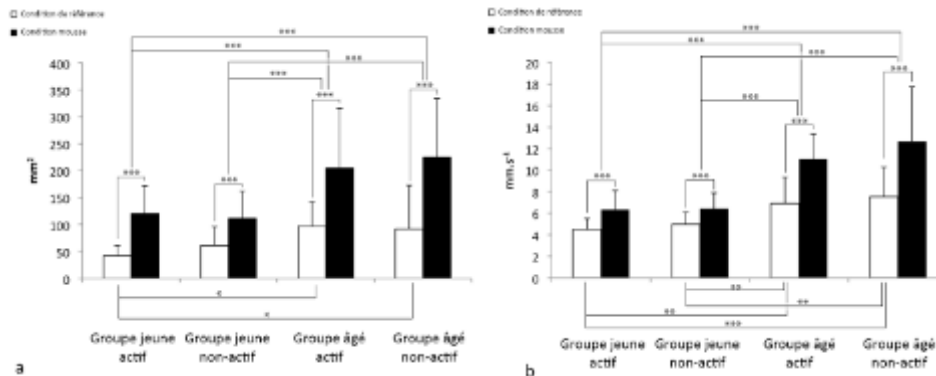 Condition de référence
Condition mousse
mm²
400
350
300
250
200
150
100
50
0
***
***
***
***
***
***
***
***
*
*
Groupe jeune actif
Groupe jeune non-actif
Groupe âgé actif
Groupe âgé non-actif
a
Condition de référence
Condition mousse
mm.s⁻¹
20
18
16
14
12
10
8
6
4
2
0
***
***
***
***
***
***
***
***
**
**
**
***
Groupe jeune actif
Groupe jeune non-actif
Groupe âgé actif
Groupe âgé non-actif
b